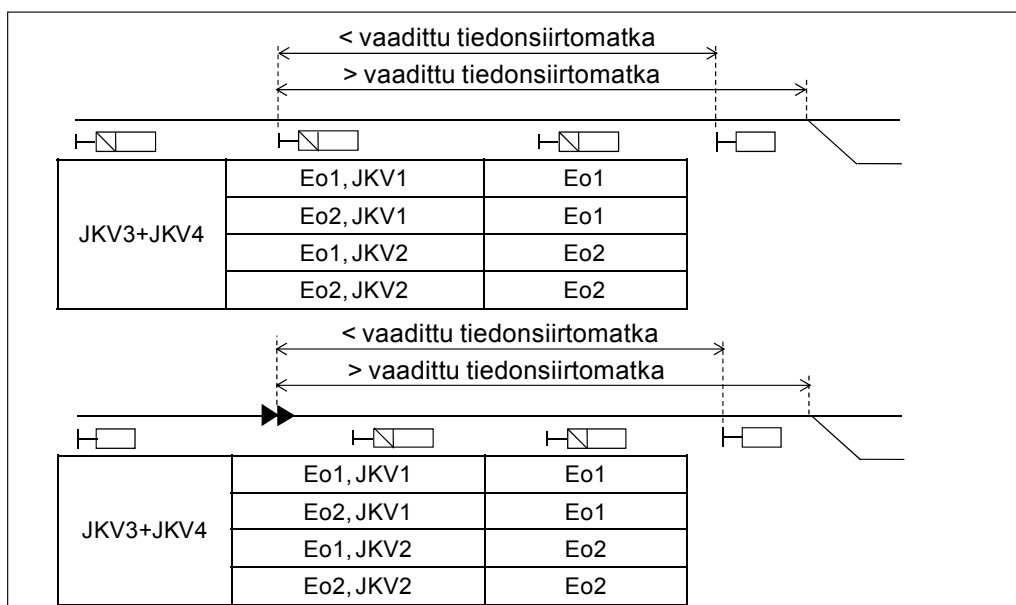 < vaadittu tiedonsiirtomatka
> vaadittu tiedonsiirtomatka
JKV3+JKV4
Eo1, JKV1 Eo1
Eo2, JKV1 Eo1
Eo1, JKV2 Eo2
Eo2, JKV2 Eo2
< vaadittu tiedonsiirtomatka
> vaadittu tiedonsiirtomatka
JKV3+JKV4
Eo1, JKV1 Eo1
Eo2, JKV1 Eo1
Eo1, JKV2 Eo2
Eo2, JKV2 Eo2